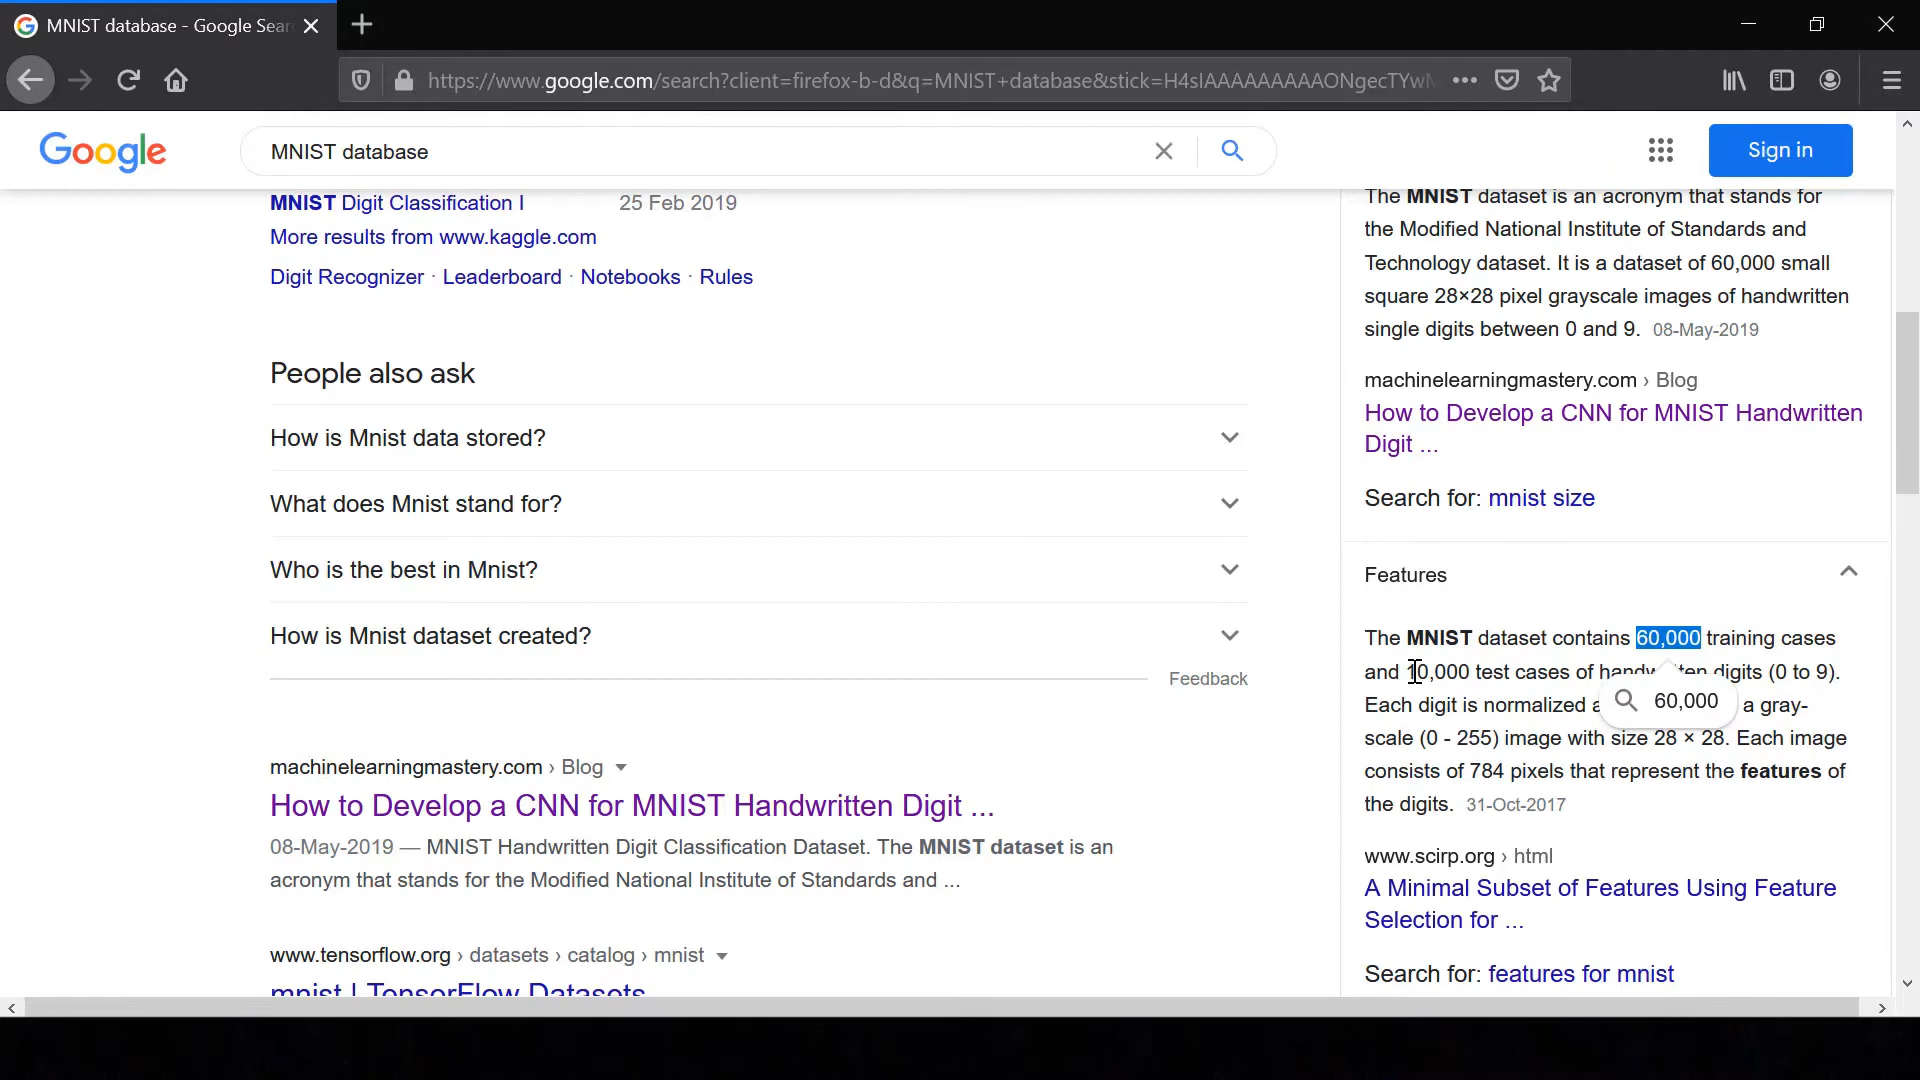 MNIST database - Google Sear
https://www.google.com/search?client=firefox-b-d&q=MNIST+database&stick=H4sIAAAAAAAAAONgecTYwM
Google
MNIST database
Sign in
MNIST Digit Classification I 25 Feb 2019
More results from www.kaggle.com
Digit Recognizer · Leaderboard · Notebooks · Rules
People also ask
How is Mnist data stored?
What does Mnist stand for?
Who is the best in Mnist?
How is Mnist dataset created?
Feedback
machinelearningmastery.com › Blog
How to Develop a CNN for MNIST Handwritten Digit ...
08-May-2019 — MNIST Handwritten Digit Classification Dataset. The MNIST dataset is an
acronym that stands for the Modified National Institute of Standards and ...
www.tensorflow.org › datasets › catalog › mnist
mnist | TensorFlow Datasets
The MNIST dataset is an acronym that stands for
the Modified National Institute of Standards and
Technology dataset. It is a dataset of 60,000 small
square 28×28 pixel grayscale images of handwritten
single digits between 0 and 9. 08-May-2019
machinelearningmastery.com › Blog
How to Develop a CNN for MNIST Handwritten
Digit ...
Search for: mnist size
Features
The MNIST dataset contains 60,000 training cases
and 10,000 test cases of handwritten digits (0 to 9).
Each digit is normalized a gray-
60,000
scale (0 - 255) image with size 28 × 28. Each image
consists of 784 pixels that represent the features of
the digits. 31-Oct-2017
www.scirp.org › html
A Minimal Subset of Features Using Feature
Selection for ...
Search for: features for mnist